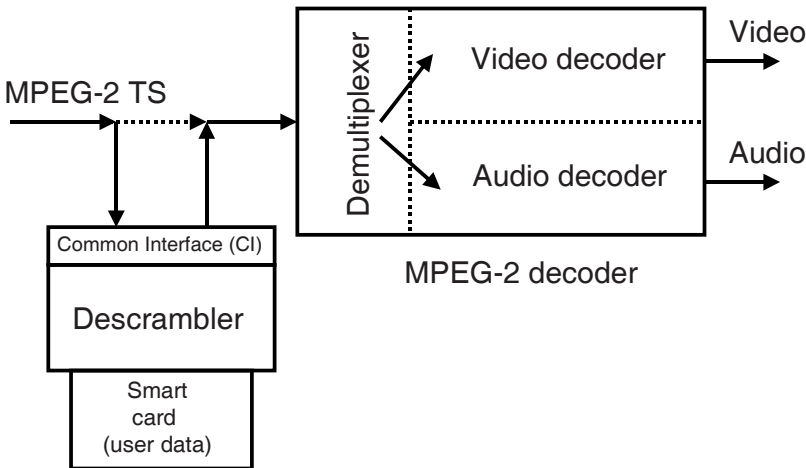 MPEG-2 TS
Demultiplexer
Video decoder
Audio decoder
Video
Audio
MPEG-2 decoder
Common Interface (CI)
Descrambler
Smart
card
(user data)